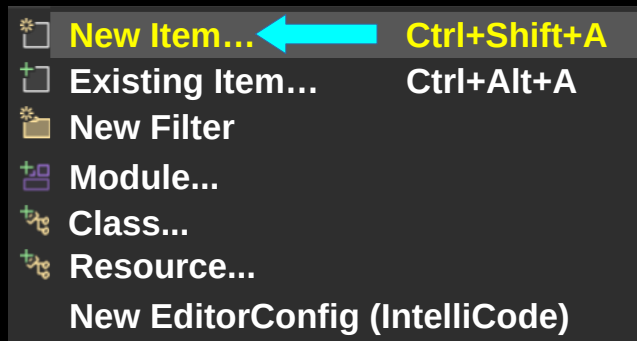 New Item… Ctrl+Shift+A
Existing Item… Ctrl+Alt+A
New Filter
Module...
Class...
Resource...
New EditorConfig (IntelliCode)